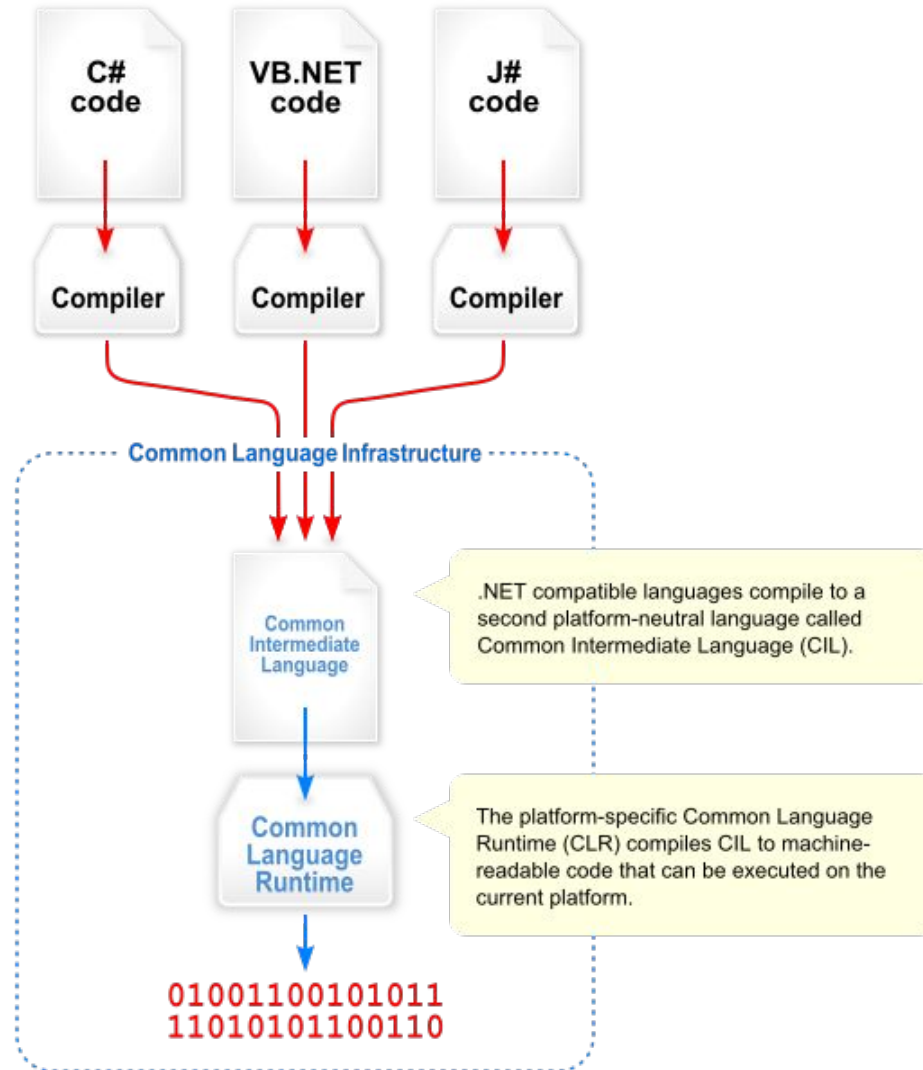 C#
code
VB.NET
code
J#
code
Compiler
Compiler
Compiler
Common Language Infrastructure
Common
Intermediate
Language
.NET compatible languages compile to a
second platform-neutral language called
Common Intermediate Language (CIL).
Common
Language
Runtime
The platform-specific Common Language
Runtime (CLR) compiles CIL to machine-
readable code that can be executed on the
current platform.
01001100101011
11010101100110